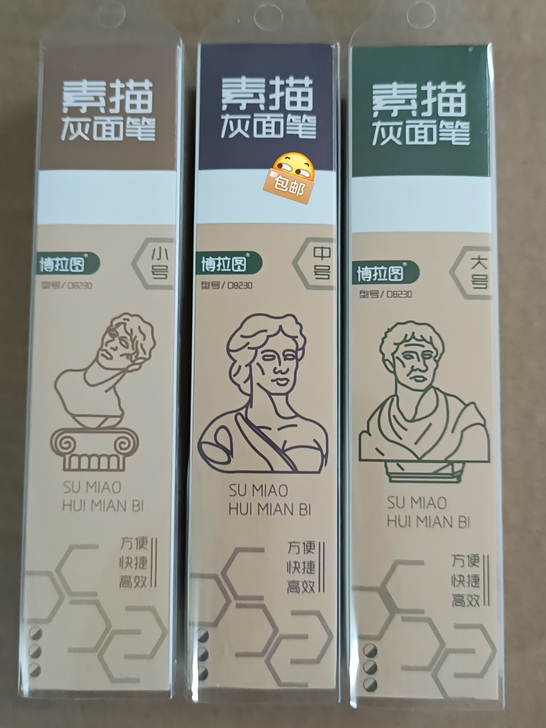 素描
灰面笔
博拉图®
小号
型号/D8230
SU MIAO
HUI MIAN BI
方便
快捷
高效
素描
灰面笔
包邮
博拉图®
中号
型号/D8230
SU MIAO
HUI MIAN BI
方便
快捷
高效
素描
灰面笔
博拉图®
大号
型号/D8230
SU MIAO
HUI MIAN BI
方便
快捷
高效